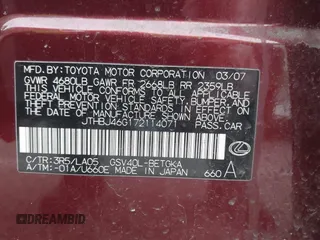 MFD BY: TOYOTA MOTOR CORPORATION 03/07
GVWR 4680LB GAWR FR 2668LB RR 2359LB
THIS VEHICLE CONFORMS TO ALL APPLICABLE FEDERAL MOTOR VEHICLE
SAFETY, BUMPER, AND THEFT PREVENTION STANDARDS IN EFFECT ON
THE DATE OF MANUFACTURE SHOWN ABOVE.
JTHBJ46G172114071 PASS.CAR
C/TR: 3R5/LA05 GSV40L-BETGKA
A/TM: -01A/U660E MADE IN JAPAN 660 A
DREAMBID